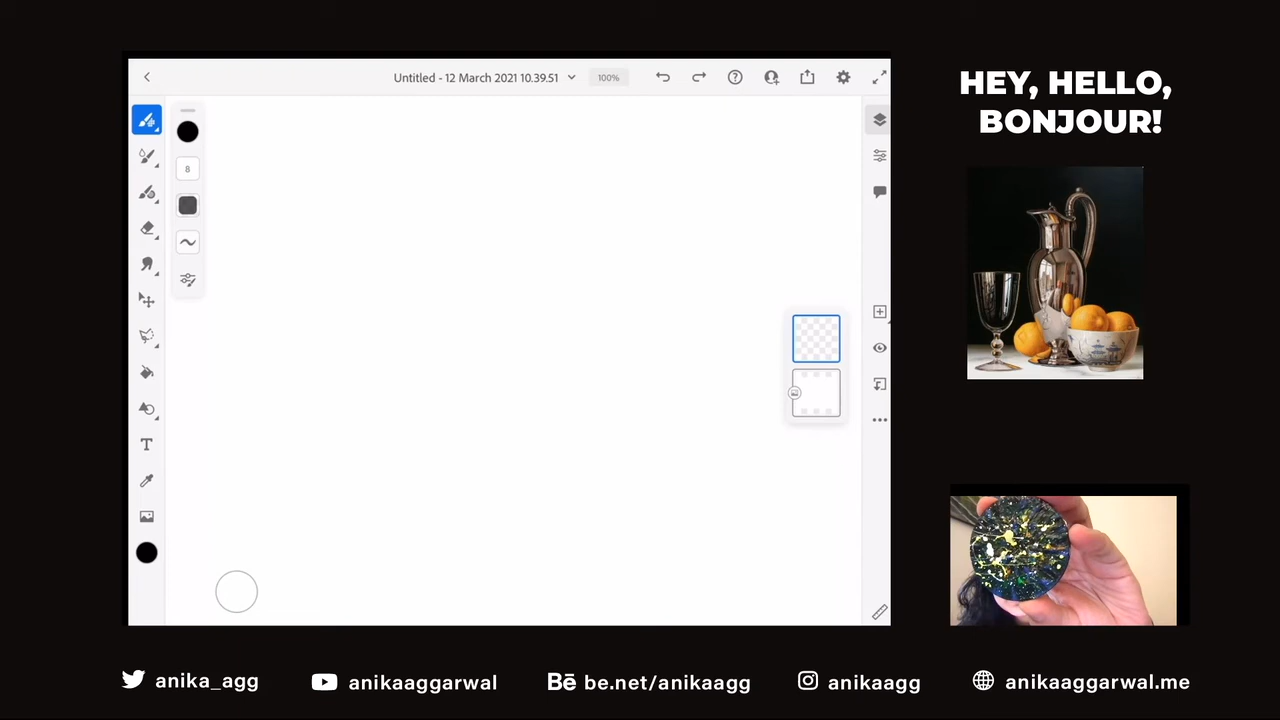 Untitled - 12 March 2021 10.39.51
100%
8
T
HEY, HELLO,
BONJOUR!
anika_agg
anikaaggarwal
Bē be.net/anikaagg
anikaagg
anikaaggarwal.me